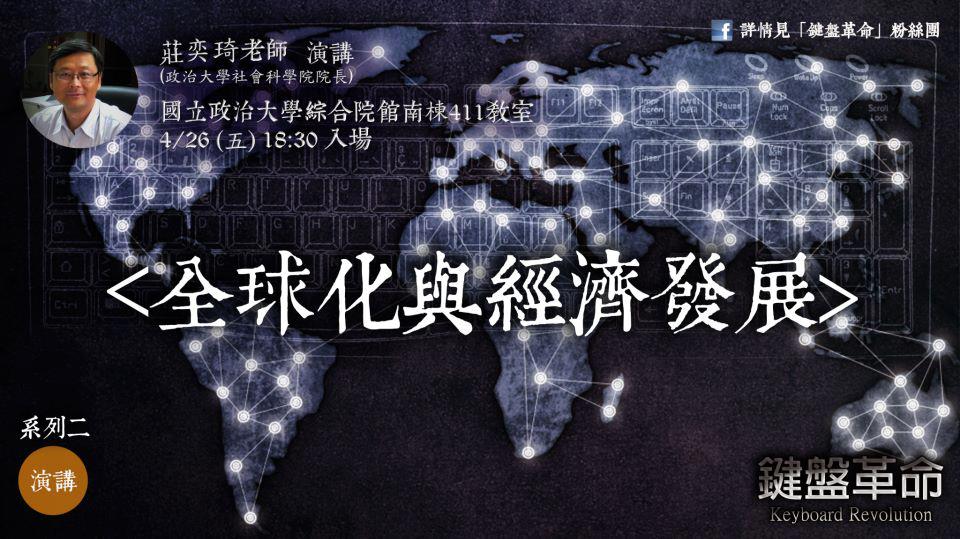 詳情見「鍵盤革命」粉絲團
莊奕琦老師 演講
(政治大學社會科學院院長)
國立政治大學綜合院館南棟411教室
4/26 (五) 18:30 入場
<全球化與經濟發展>
系列二
演講
鍵盤革命
Keyboard Revolution